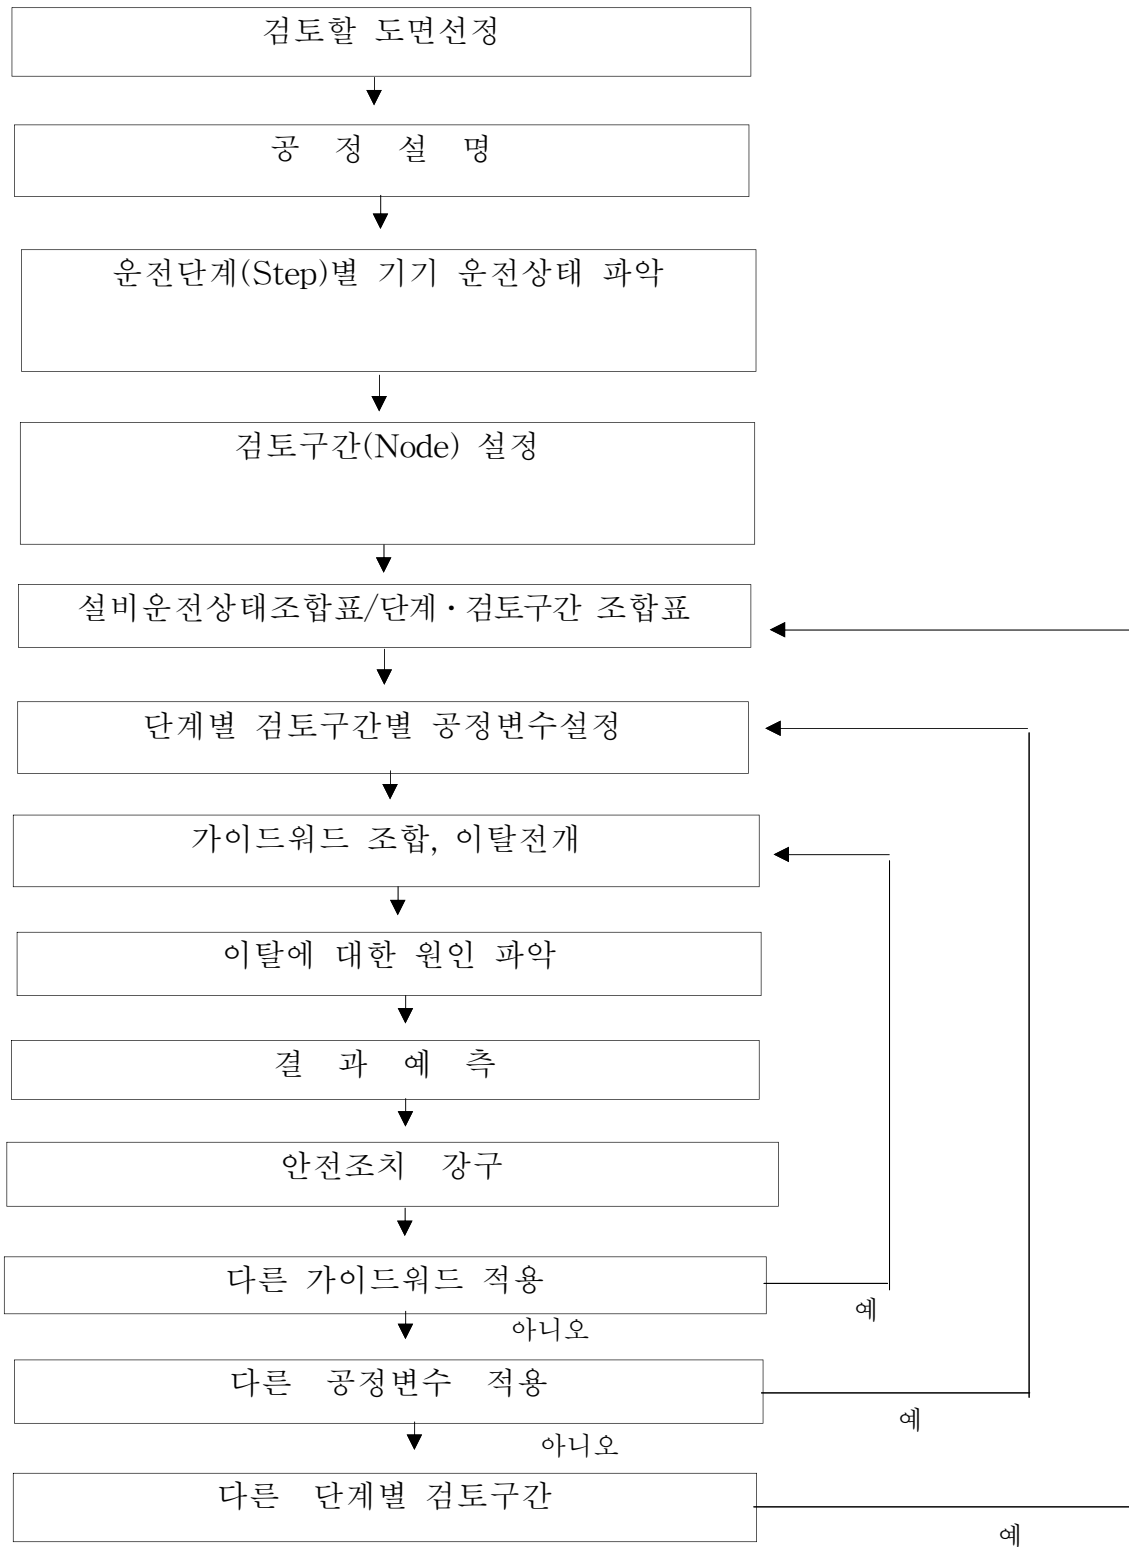 검토할 도면선정
공 정 설 명
운전단계(Step)별 기기 운전상태 파악
검토구간(Node) 설정
설비운전상태조합표/단계·검토구간 조합표
단계별 검토구간별 공정변수설정
가이드워드 조합, 이탈전개
이탈에 대한 원인 파악
결 과 예 측
안전조치 강구
다른 가이드워드 적용
예
아니오
다른 공정변수 적용
예
아니오
다른 단계별 검토구간
예